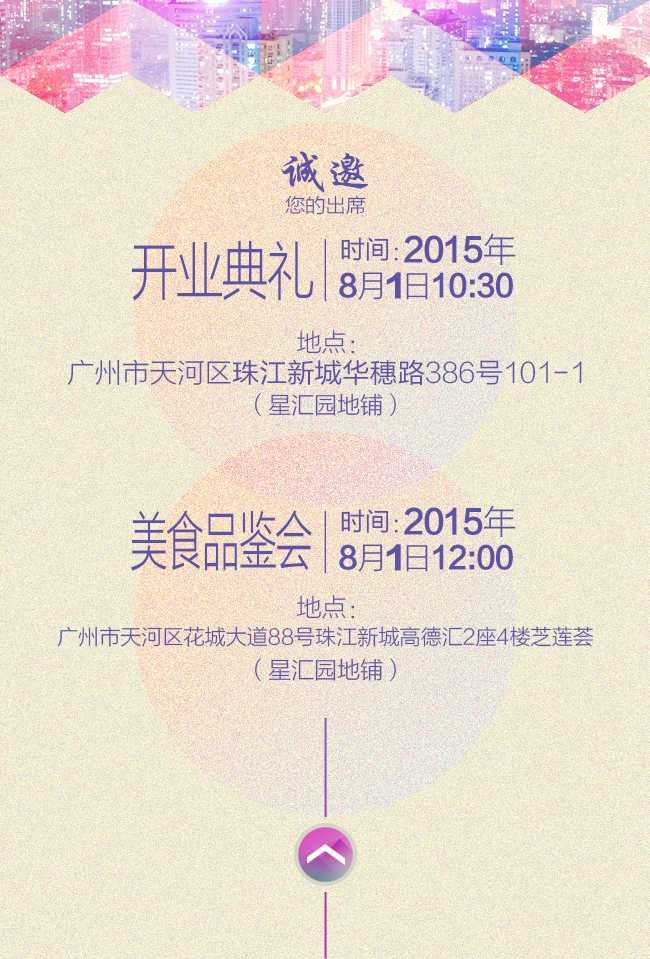 诚邀
您的出席
开业典礼
时间:2015年
8月1日10:30
地点:
广州市天河区珠江新城华穗路386号101-1
(星汇园地铺)
美食品鉴会
时间:2015年
8月1日12:00
地点:
广州市天河区花城大道88号珠江新城高德汇2座4楼芝莲荟
(星汇园地铺)